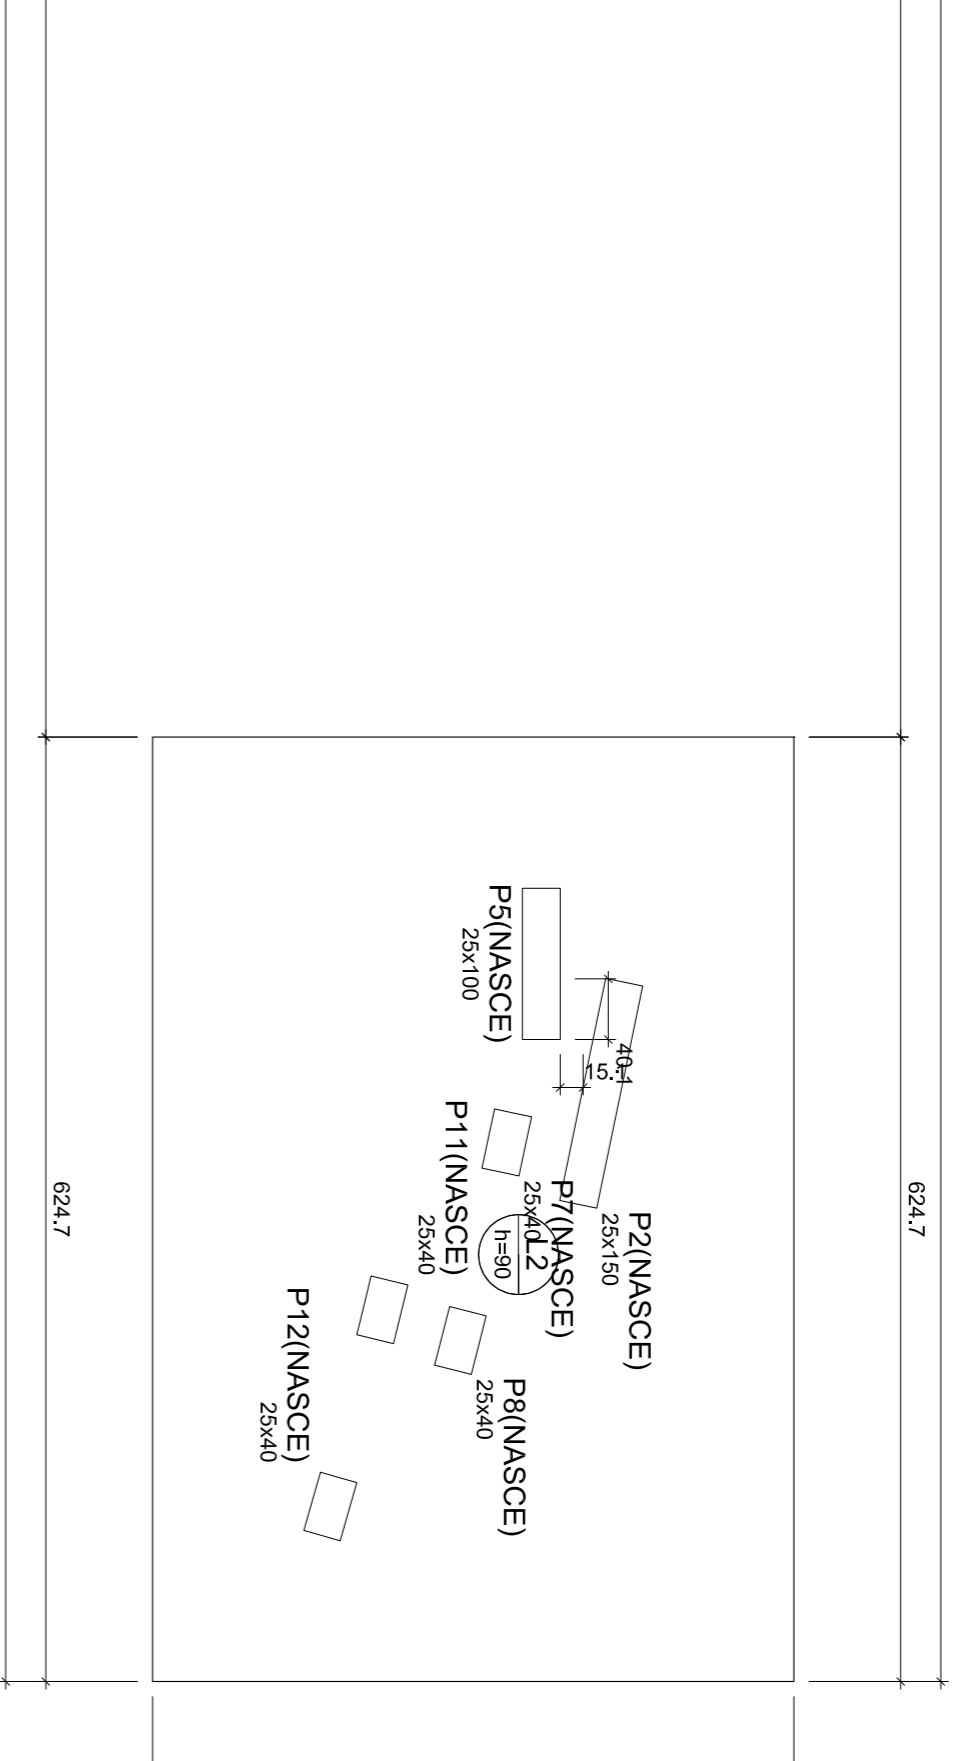 P5(NASCE)
25x100
40.1
15.1
P2(NASCE)
25x150
P7(NASCE)
25x40
L2
h=90
P11(NASCE)
25x40
P8(NASCE)
25x40
P12(NASCE)
25x40
624.7
624.7